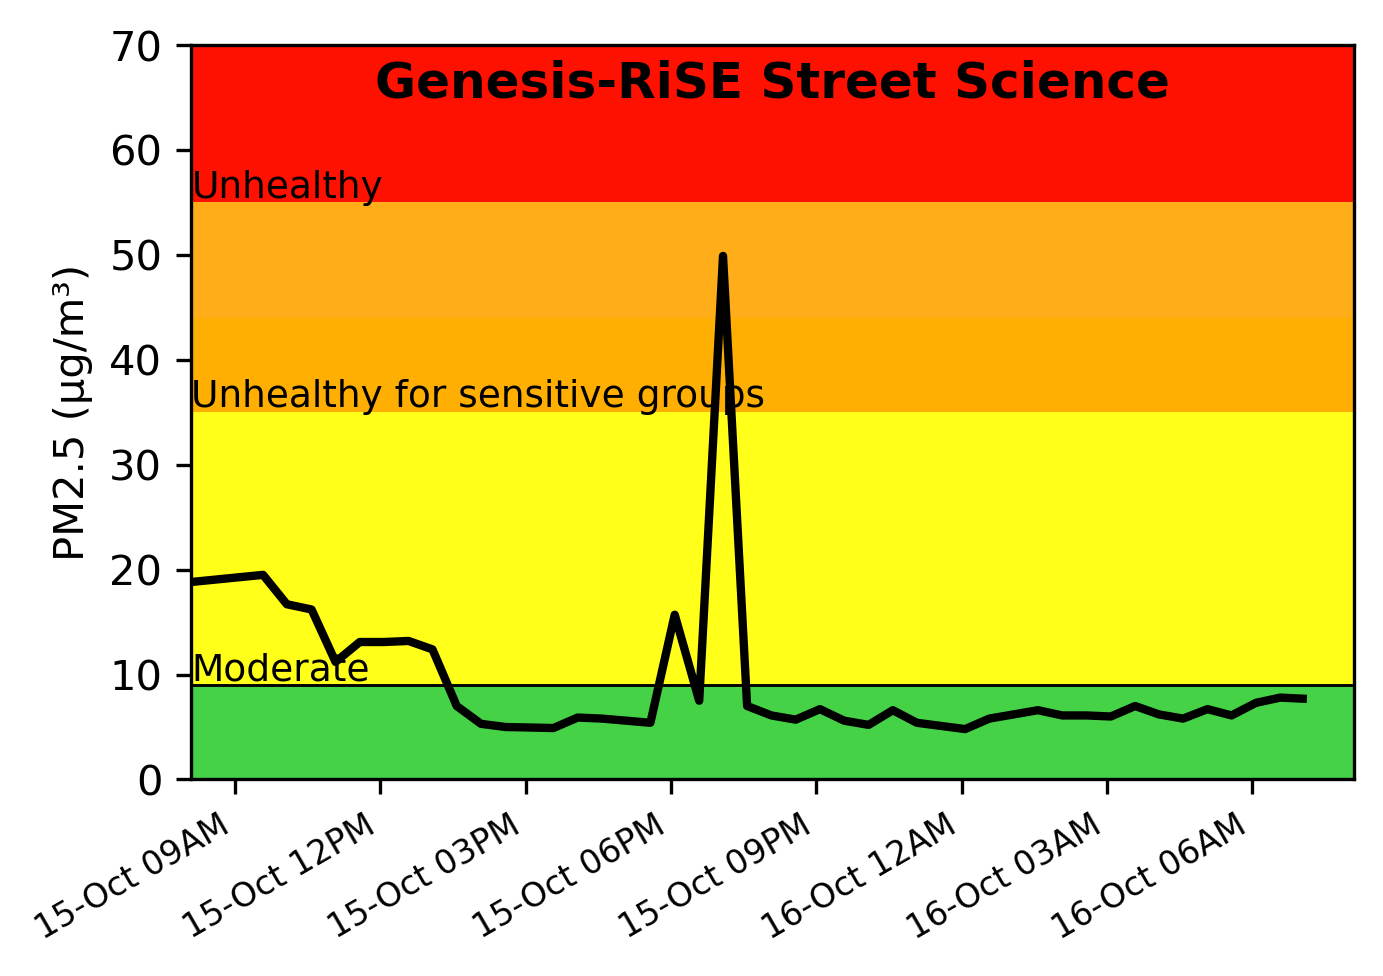 Genesis-RiSE Street Science
PM2.5 (μg/m³)
70
60
50
40
30
20
10
0
Unhealthy
Unhealthy for sensitive groups
Moderate
15-Oct 09AM
15-Oct 12PM
15-Oct 03PM
15-Oct 06PM
15-Oct 09PM
16-Oct 12AM
16-Oct 03AM
16-Oct 06AM